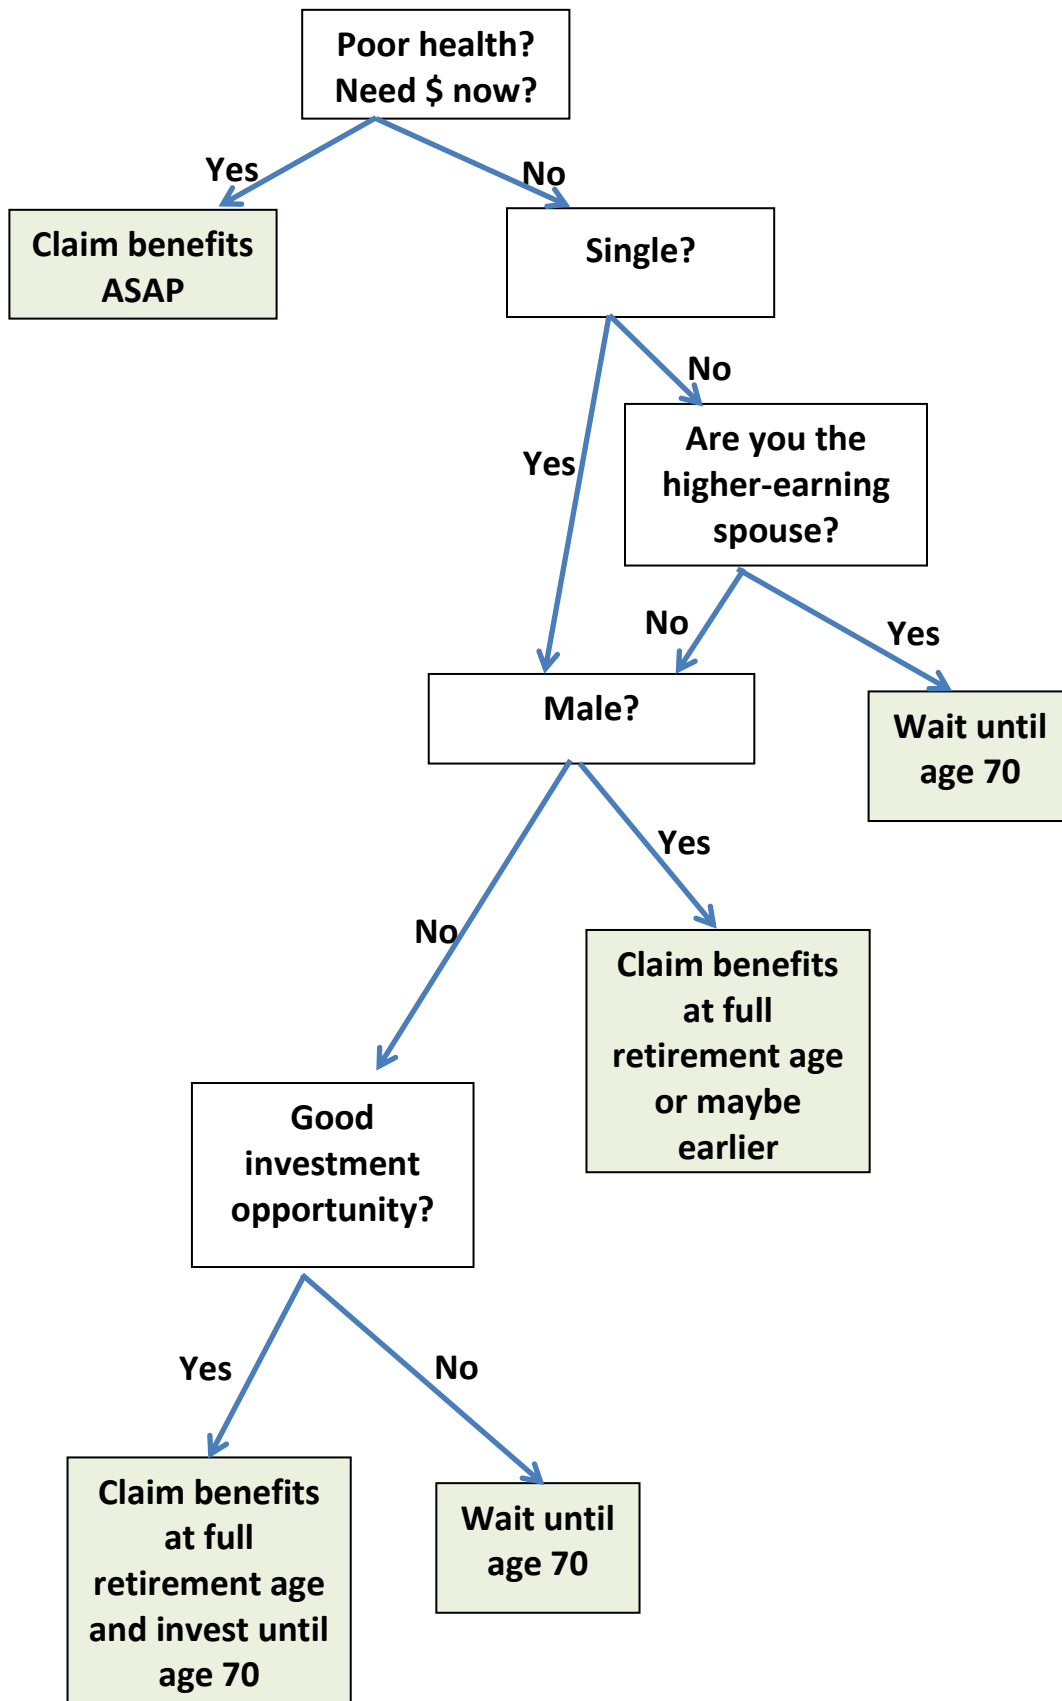 Poor health?
Need $ now?
Yes
No
Claim benefits
ASAP
Single?
No
Yes
Are you the
higher-earning
spouse?
No
Yes
Male?
Wait until
age 70
Yes
No
Claim benefits
at full
retirement age
or maybe
earlier
Good
investment
opportunity?
Yes
No
Claim benefits
at full
retirement age
and invest until
age 70
Wait until
age 70